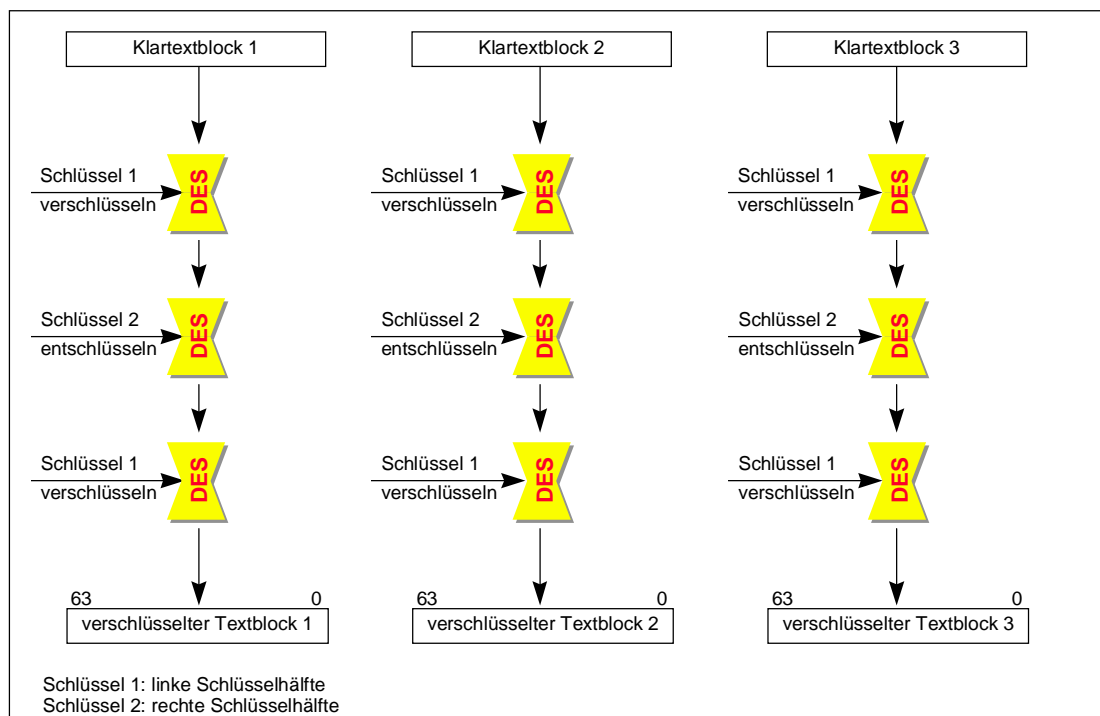 Klartextblock 1
Klartextblock 2
Klartextblock 3
Schlüssel 1
verschlüsseln
DES
Schlüssel 1
verschlüsseln
DES
Schlüssel 1
verschlüsseln
DES
Schlüssel 2
entschlüsseln
DES
Schlüssel 2
entschlüsseln
DES
Schlüssel 2
entschlüsseln
DES
Schlüssel 1
verschlüsseln
DES
Schlüssel 1
verschlüsseln
DES
Schlüssel 1
verschlüsseln
DES
63 0
verschlüsselter Textblock 1
63 0
verschlüsselter Textblock 2
63 0
verschlüsselter Textblock 3
Schlüssel 1: linke Schlüsselhälfte
Schlüssel 2: rechte Schlüsselhälfte